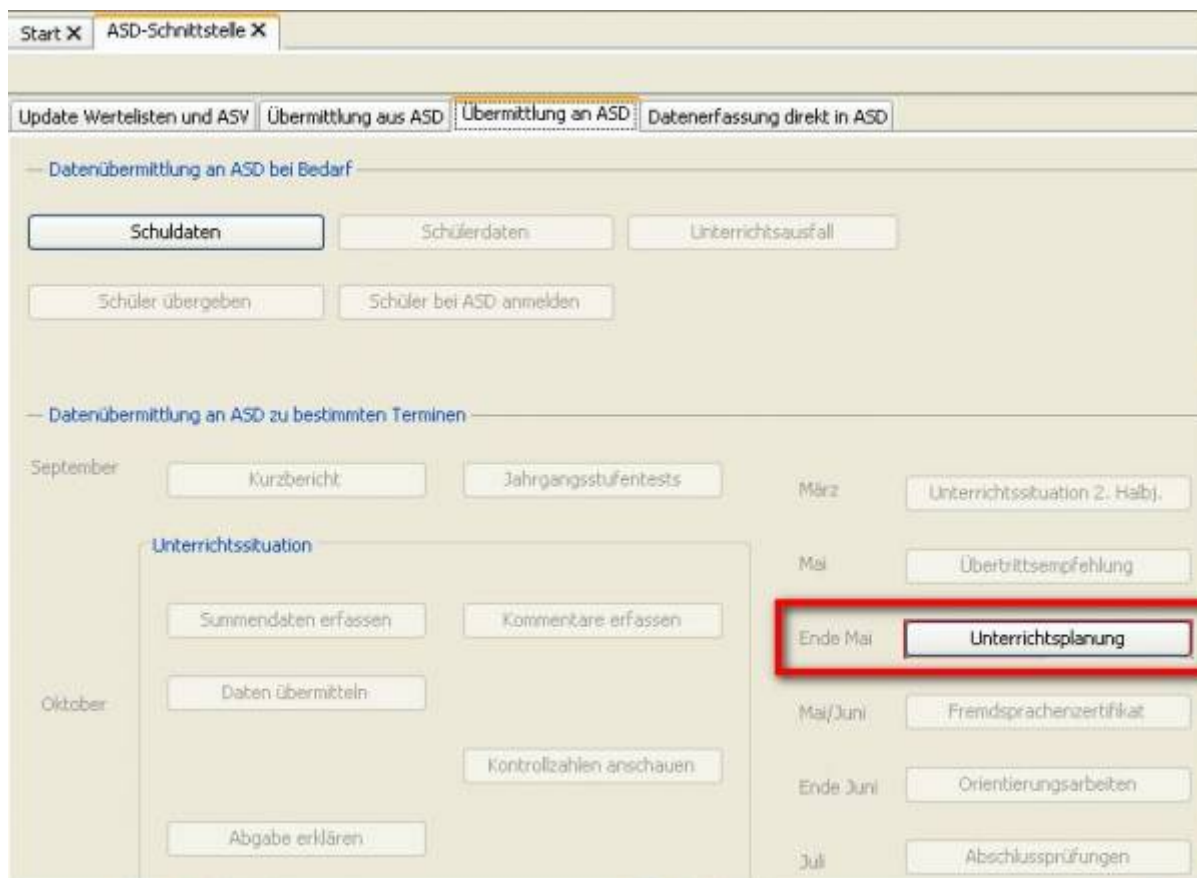 Start X ASD-Schnittstelle X
Update Wertelisten und ASV Übermittlung aus ASD Übermittlung an ASD Datenerfassung direkt in ASD
Datenübermittlung an ASD bei Bedarf
Schuldaten Schülerdaten Unterrichtsausfall
Schüler übergeben Schüler bei ASD anmelden
Datenübermittlung an ASD zu bestimmten Terminen
September Kurzbericht Jahrgangsstufentests
März Unterrichtssituation 2. Halbj.
Unterrichtssituation
Mai Übertrittsempfehlung
Summendaten erfassen Kommentare erfassen
Ende Mai Unterrichtsplanung
Oktober Daten übermitteln
Mai/Juni Fremdsprachenzertifikat
Kontrollzahlen anschauen
Ende Juni Orientierungsarbeiten
Abgabe erklären
Juli Abschlussprüfungen